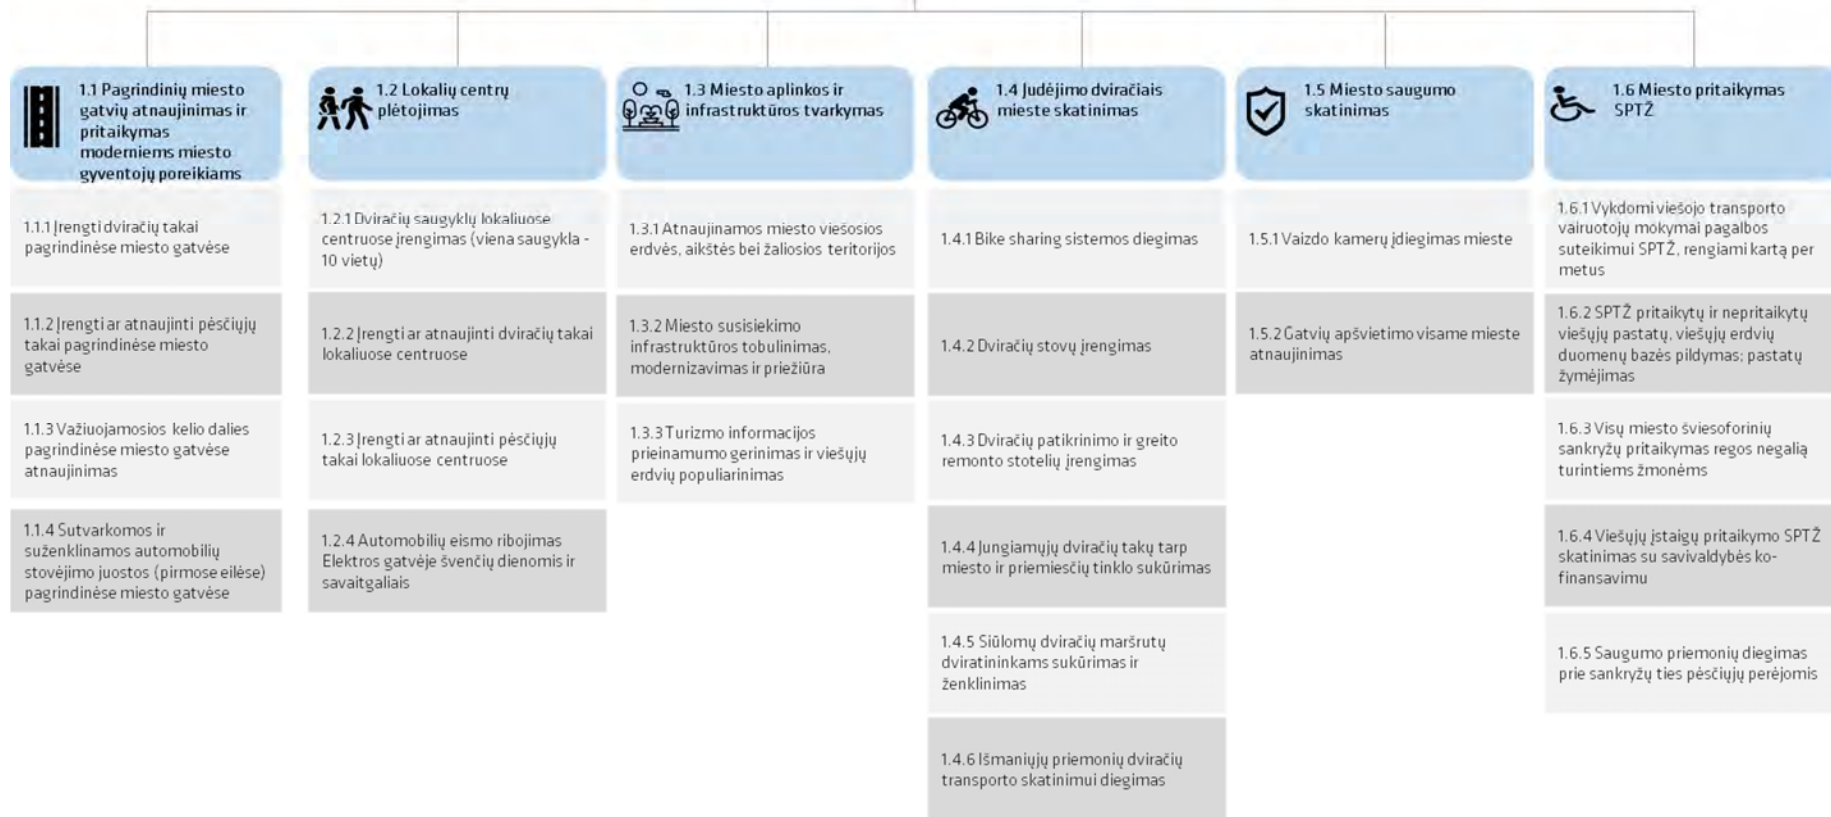 1.1 Pagrindinių miesto
gatvių atnaujinimas ir
pritaikymas
moderniems miesto
gyventojų poreikiams
1.1.1 Įrengti dviračių takai
pagrindinėse miesto gatvėse
1.1.2 Įrengti ar atnaujinti pėsčiųjų
takai pagrindinėse miesto
gatvėse
1.1.3 Važiuojamosios kelio dalies
pagrindinėse miesto gatvėse
atnaujinimas
1.1.4 Sutvarkomos ir
suženklinamos automobilių
stovėjimo juostos (pirmose eilėse)
pagrindinėse miesto gatvėse
1.2 Lokalių centrų
plėtojimas
1.2.1 Dviračių saugyklų lokaliuose
centruose įrengimas (viena saugykla -
10 vietų)
1.2.2 Įrengti ar atnaujinti dviračių takai
lokaliuose centruose
1.2.3 Įrengti ar atnaujinti pėsčiųjų
takai lokaliuose centruose
1.2.4 Automobilių eismo ribojimas
Elektros gatvėje švenčių dienomis ir
savaitgaliais
1.3 Miesto aplinkos ir
infrastruktūros tvarkymas
1.3.1 Atnaujinamos miesto viešosios
erdvės, aikštės bei žaliosios teritorijos
1.3.2 Miesto susisiekimo
infrastruktūros tobulinimas,
modernizavimas ir priežiūra
1.3.3 Turizmo informacijos
prieinamumo gerinimas ir viešųjų
erdvių populiarinimas
1.4 Judėjimo dviračiais
mieste skatinimas
1.4.1 Bike sharing sistemos diegimas
1.4.2 Dviračių stovų įrengimas
1.4.3 Dviračių patikrinimo ir greito
remonto stotelių įrengimas
1.4.4 Jungiamųjų dviračių takų tarp
miesto ir priemiesčių tinklo sukūrimas
1.4.5 Siūlomų dviračių maršrutų
dviratininkams sukūrimas ir
ženklinimas
1.4.6 Išmaniųjų priemonių dviračių
transporto skatinimui diegimas
1.5 Miesto saugumo
skatinimas
1.5.1 Vaizdo kamerų įdiegimas mieste
1.5.2 Gatvių apšvietimo visame mieste
atnaujinimas
1.6 Miesto pritaikymas
SPTŽ
1.6.1 Vykdomi viešojo transporto
vairuotojų mokymai pagalbos
suteikimui SPTŽ, rengiami kartą per
metus
1.6.2 SPTŽ pritaikytų ir nepritaikytų
viešųjų pastatų, viešųjų erdvių
duomenų bazės pildymas; pastatų
žymėjimas
1.6.3 Visų miesto šviesoforinių
sankryžų pritaikymas regos negalią
turintiems žmonėms
1.6.4 Viešųjų įstaigų pritaikymo SPTŽ
skatinimas su savivaldybės ko-
finansavimu
1.6.5 Saugumo priemonių diegimas
prie sankryžų ties pėsčiųjų perėjomis